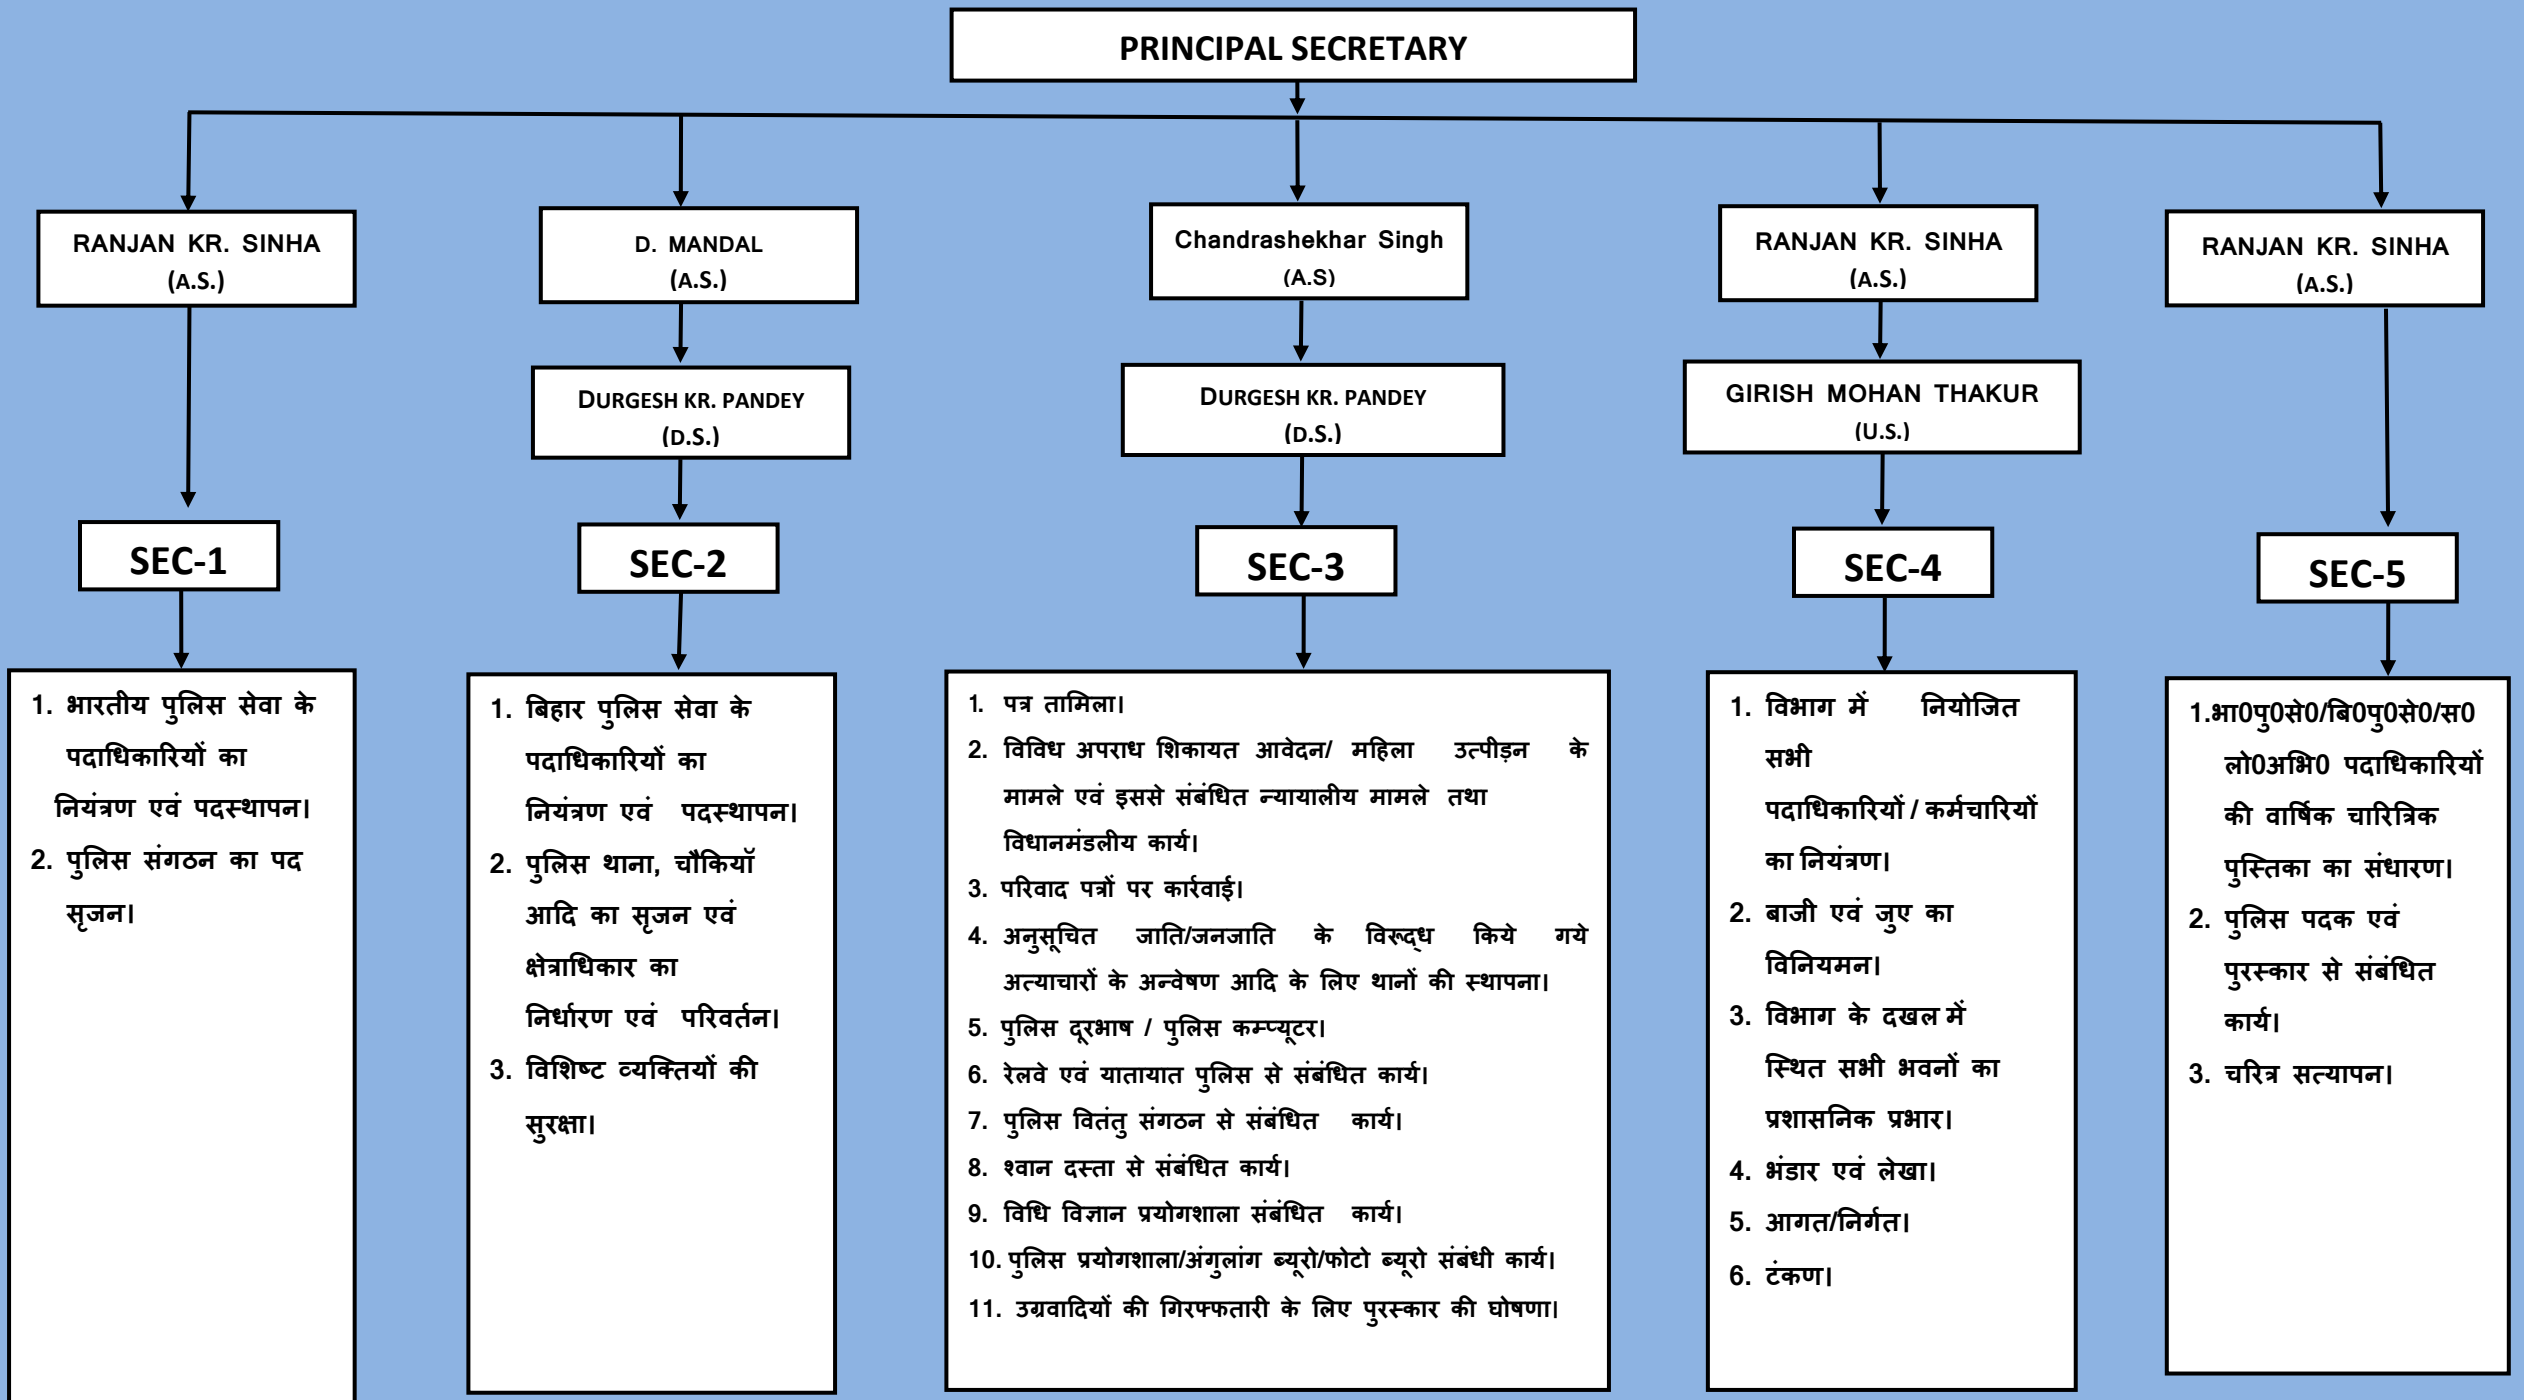 PRINCIPAL SECRETARY
RANJAN KR. SINHA
(A.S.)
D. MANDAL
(A.S.)
Chandrashekhar Singh
(A.S)
RANJAN KR. SINHA
(A.S.)
RANJAN KR. SINHA
(A.S.)
DURGESH KR. PANDEY
(D.S.)
DURGESH KR. PANDEY
(D.S.)
GIRISH MOHAN THAKUR
(U.S.)
SEC-1
SEC-2
SEC-3
SEC-4
SEC-5
1. भारतीय पुलिस सेवा के
पदाधिकारियों का
नियंत्रण एवं पदस्थापन।
2. पुलिस संगठन का पद
सृजन।
1. बिहार पुलिस सेवा के
पदाधिकारियों का
नियंत्रण एवं पदस्थापन।
2. पुलिस थाना, चौकियॉ
आदि का सृजन एवं
क्षेत्राधिकार का
निर्धारण एवं परिवर्तन।
3. विशिष्ट व्यक्तियों की
सुरक्षा।
1. पत्र तामिला।
2. विविध अपराध शिकायत आवेदन/ महिला उत्पीड़न के
मामले एवं इससे संबंधित न्यायालीय मामले तथा
विधानमंडलीय कार्य।
3. परिवाद पत्रों पर कार्रवाई।
4. अनुसूचित जाति/जनजाति के विरूद्ध किये गये
अत्याचारों के अन्वेषण आदि के लिए थानों की स्थापना।
5. पुलिस दूरभाष / पुलिस कम्प्यूटर।
6. रेलवे एवं यातायात पुलिस से संबंधित कार्य।
7. पुलिस वितंतु संगठन से संबंधित कार्य।
8. श्वान दस्ता से संबंधित कार्य।
9. विधि विज्ञान प्रयोगशाला संबंधित कार्य।
10. पुलिस प्रयोगशाला/अंगुलांग ब्यूरो/फोटो ब्यूरो संबंधी कार्य।
11. उग्रवादियों की गिरफ्फतारी के लिए पुरस्कार की घोषणा।
1. विभाग में नियोजित
सभी
पदाधिकारियों / कर्मचारियों
का नियंत्रण।
2. बाजी एवं जुए का
विनियमन।
3. विभाग के दखल में
स्थित सभी भवनों का
प्रशासनिक प्रभार।
4. भंडार एवं लेखा।
5. आगत/निर्गत।
6. टंकण।
1.भा0पु0से0/बि0पु0से0/स0
लो0अभि0 पदाधिकारियों
की वार्षिक चारित्रिक
पुस्तिका का संधारण।
2. पुलिस पदक एवं
पुरस्कार से संबंधित
कार्य।
3. चरित्र सत्यापन।